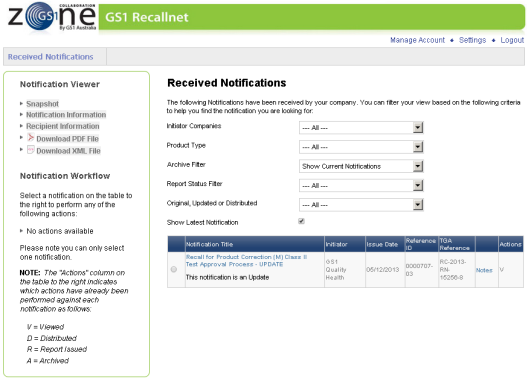 COLLABORATION
ZGS1ne
By GS1 Australia
GS1 Recallnet
Manage Account
Settings
Logout
Received Notifications
Notification Viewer
Snapshot
Notification Information
Recipient Information
Download PDF File
Download XML File
Notification Workflow
Select a notification on the table to
the right to perform any of the
following actions:
No actions available
Please note you can only select
one notification.
NOTE: The "Actions" column on
the table to the right indicates
which actions have already been
performed against each
notification as follows:
V = Viewed
D = Distributed
R = Report Issued
A = Archived
Received Notifications
The following Notifications have been received by your company. You can filter your view based on the following criteria
to help you find the notification you are looking for:
Initiator Companies
--- All ---
Product Type
--- All ---
Archive Filter
Show Current Notifications
Report Status Filter
--- All ---
Original, Updated or Distributed
--- All ---
Show Latest Notification
Notification Title
Initiator
Issue Date
Reference
ID
TGA
Reference
Actions
Recall for Product Correction (M) Class II
Test Approval Process - UPDATE
This notification is an Update
GS1
Quality
Health
05/12/2013
0000707-
03
RC-2013-
RN-
15256-8
Notes
V